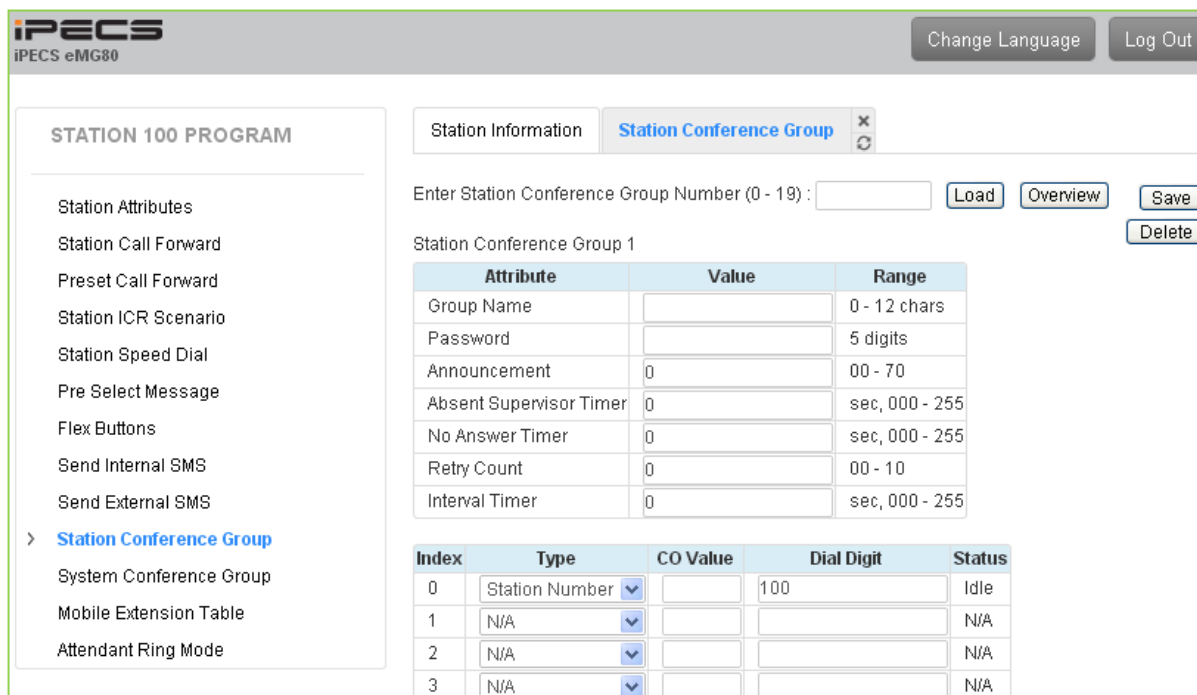 iPECS
iPECS eMG80
Change Language
Log Out
STATION 100 PROGRAM
Station Attributes
Station Call Forward
Preset Call Forward
Station ICR Scenario
Station Speed Dial
Pre Select Message
Flex Buttons
Send Internal SMS
Send External SMS
Station Conference Group
System Conference Group
Mobile Extension Table
Attendant Ring Mode
Station Information
Station Conference Group
Enter Station Conference Group Number (0 - 19) :
Load
Overview
Save
Delete
Station Conference Group 1
Attribute Value Range
Group Name 0 - 12 chars
Password 5 digits
Announcement 0 00 - 70
Absent Supervisor Timer 0 sec, 000 - 255
No Answer Timer 0 sec, 000 - 255
Retry Count 0 00 - 10
Interval Timer 0 sec, 000 - 255
Index Type CO Value Dial Digit Status
0 Station Number 100 Idle
1 N/A N/A
2 N/A N/A
3 N/A N/A